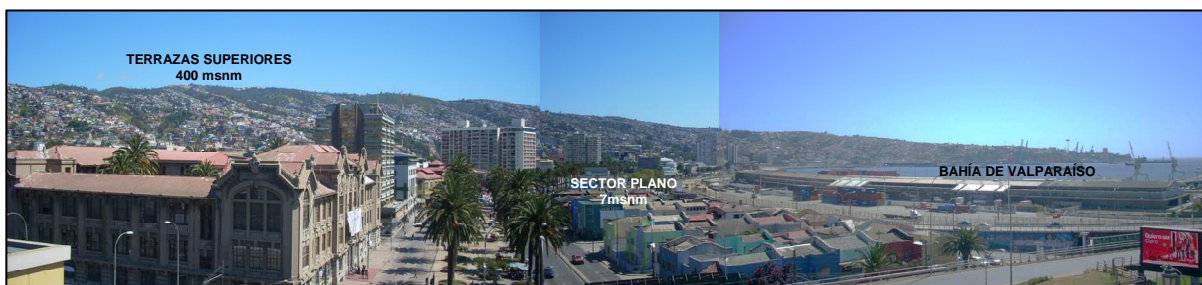 TERRAZAS SUPERIORES
400 msnm
SECTOR PLANO
7msnm
BAHÍA DE VALPARAÍSO